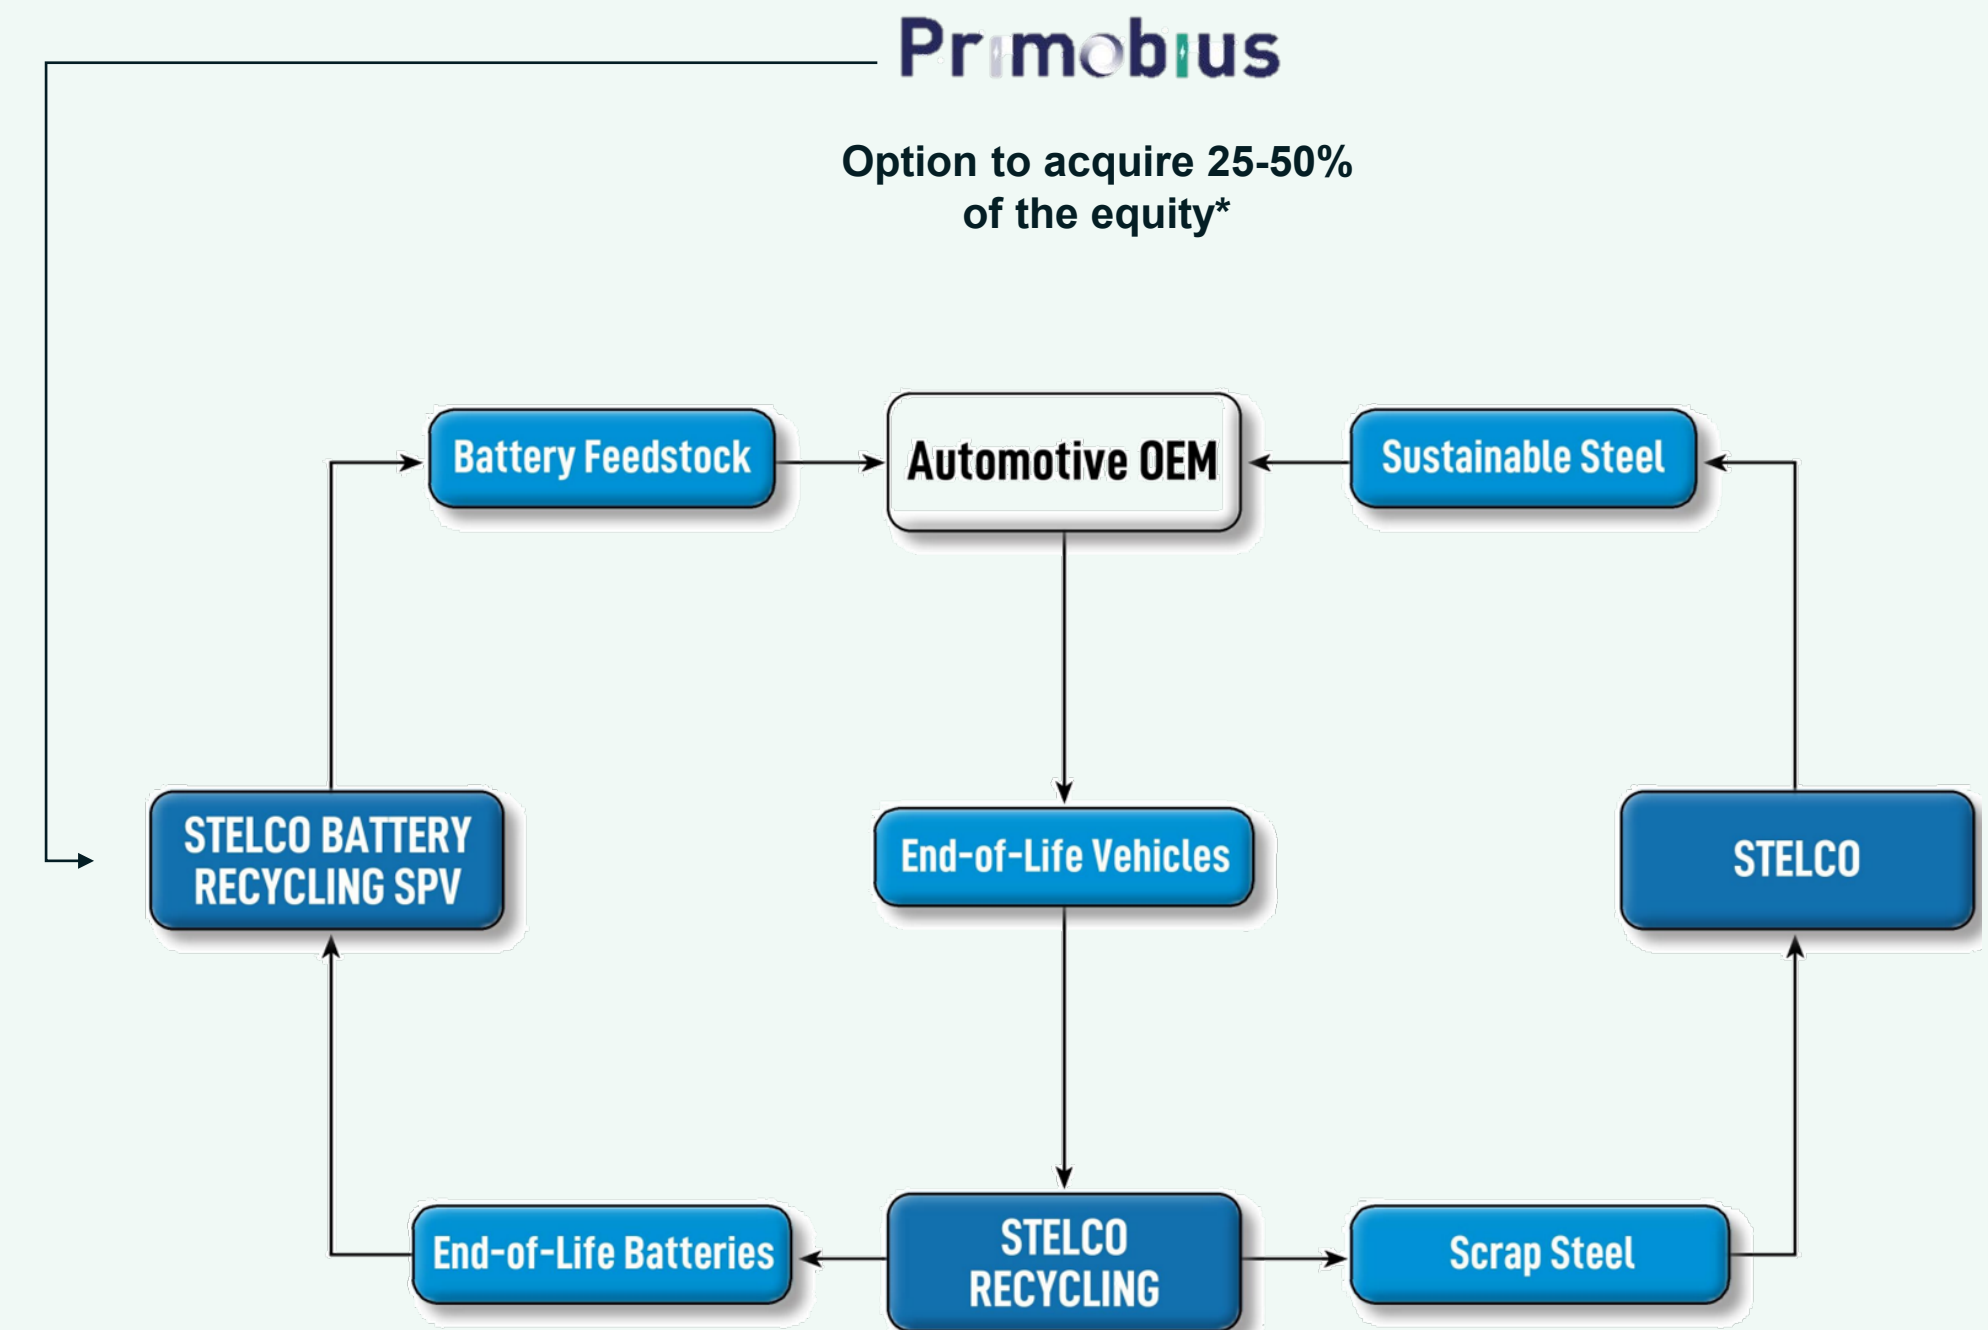 Primobius
Option to acquire 25-50%
of the equity*
Battery Feedstock
Automotive OEM
Sustainable Steel
STELCO BATTERY
RECYCLING SPV
End-of-Life Vehicles
STELCO
End-of-Life Batteries
STELCO
RECYCLING
Scrap Steel